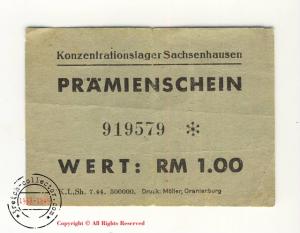 Konzentrationslager Sachsenhausen
PRÄMIENSCHEIN
919579 *
WERT: RM 1.00
K.L.Sh. 7.44. 500000. Druck: Möller, Oranienburg
Copyright © All Rights Reserved